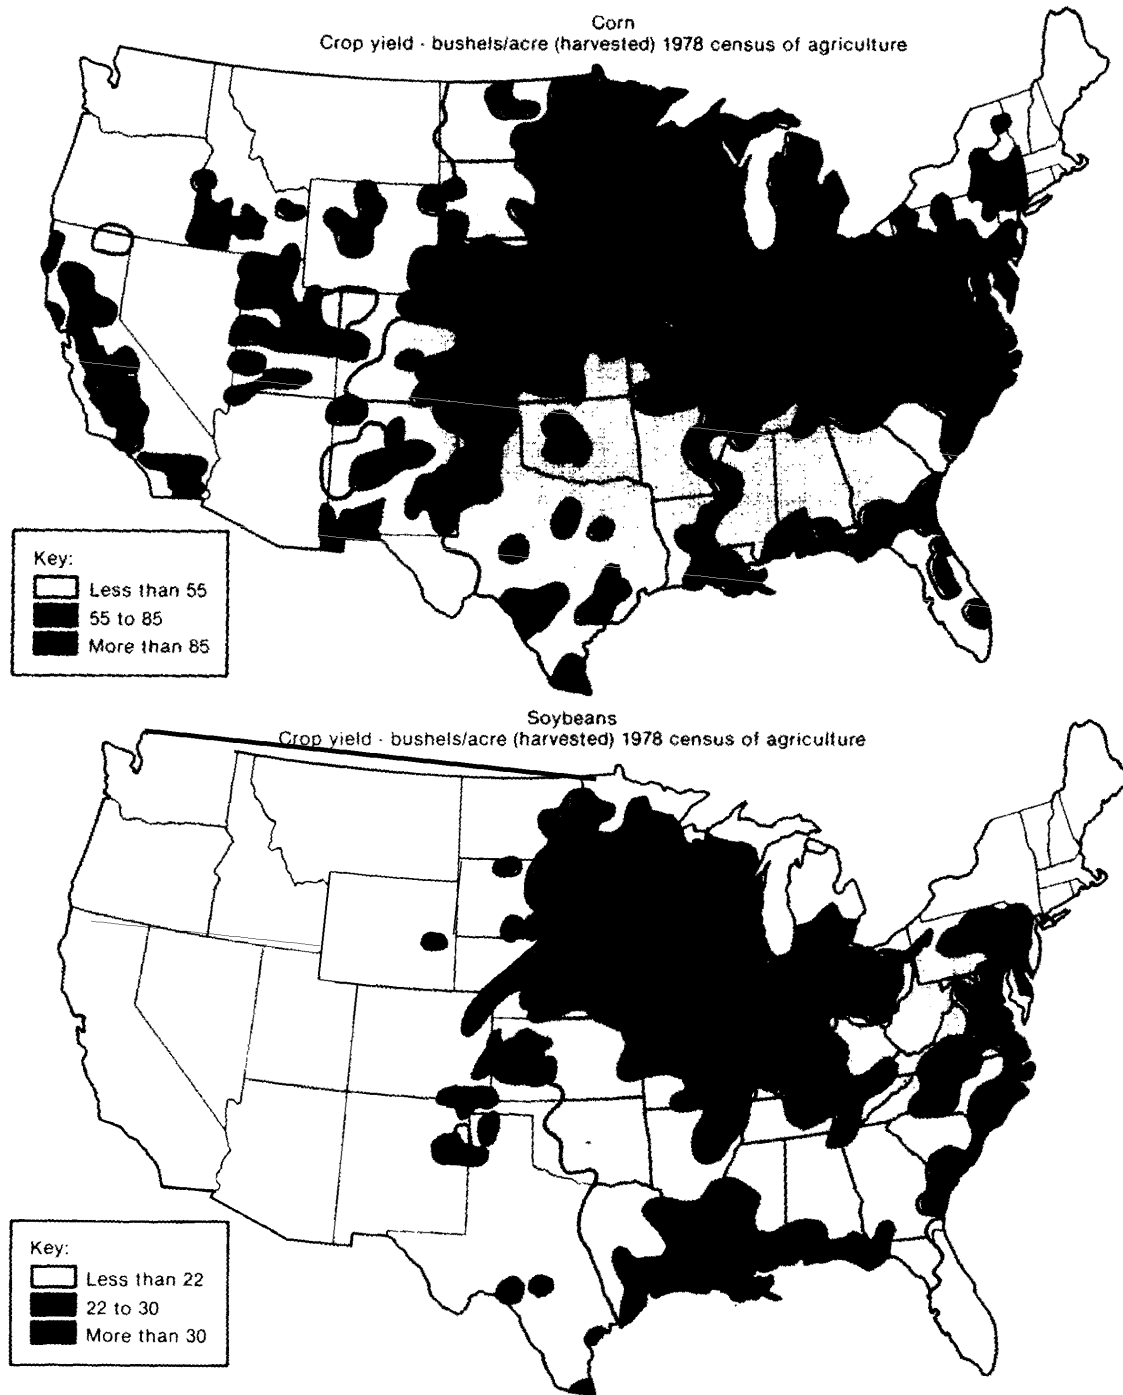 Corn
Crop yield - bushels/acre (harvested) 1978 census of agriculture
Key:
Less than 55
55 to 85
More than 85
Soybeans
Crop yield - bushels/acre (harvested) 1978 census of agriculture
Key:
Less than 22
22 to 30
More than 30